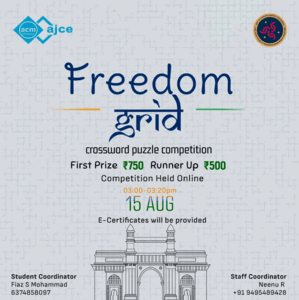 acm ajce
Freedom
grid
crossword puzzle competition
First Prize ₹750 Runner Up ₹500
Competition Held Online
03:00-03:20pm
15 AUG
E-Certificates will be provided
Student Coordinator
Fiaz S Mohammad
6374858097
Staff Coordinator
Neenu R
+91 9495489428